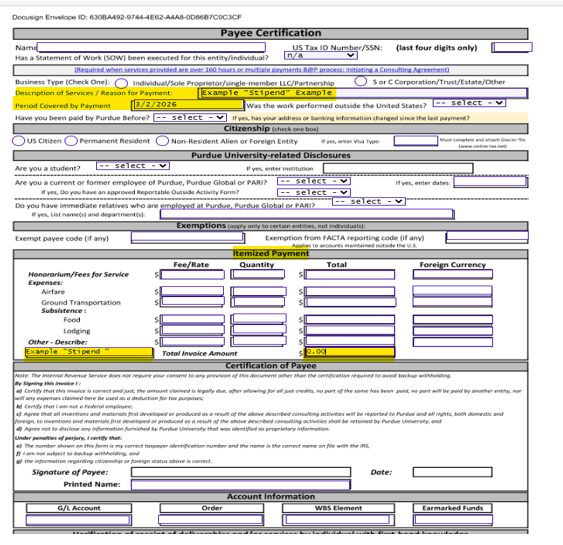 Docusign Envelope ID: 630BA492-9744-4E62-A4A8-0D86B7C0C3CF
Payee Certification
Name
US Tax ID Number/SSN: (last four digits only)
Has a Statement of Work (SOW) been executed for this entity/individual? n/a
(Required when services provided are over 160 hours or multiple payments B@P process: Initiating a Consulting Agreement)
Business Type (Check One): Individual/Sole Proprietor/single-member LLC/Partnership S or C Corporation/Trust/Estate/Other
Description of Services / Reason for Payment: Example "Stipend" Example
Period Covered by Payment 3/2/2026 Was the work performed outside the United States? -- select --
Have you been paid by Purdue Before? -- select -- If yes, has your address or banking information changed since the last payment?
Citizenship (check one box)
US Citizen Permanent Resident Non-Resident Alien or Foreign Entity If yes, enter Visa Type: Must complete and attach Glacier file
(www.online-tax.net)
Purdue University-related Disclosures
Are you a student? -- select -- If yes, enter institution
Are you a current or former employee of Purdue, Purdue Global or PARI? -- select -- If yes, enter dates:
If yes, Do you have an approved Reportable Outside Activity Form? -- select --
Do you have immediate relatives who are employed at Purdue, Purdue Global or PARI? -- select --
If yes, List name(s) and department(s):
Exemptions (apply only to certain entities, not individuals):
Exempt payee code (if any) Exemption from FACTA reporting code (if any)
Applies to accounts maintained outside the U.S.
Itemized Payment
Fee/Rate Quantity Total Foreign Currency
Honorarium/Fees for Service $ $
Expenses:
Airfare $ $
Ground Transportation $ $
Subsistence :
Food $ $
Lodging $ $
Other - Describe: $ $
Example "Stipend " Total Invoice Amount $ 0.00
Certification of Payee
Note: The Internal Revenue Service does not require your consent to any provision of this document other than the certification required to avoid backup withholding.
By Signing this invoice I :
a) Certify that this invoice is correct and just, the amount claimed is legally due, after allowing for all just credits, no part of the same has been paid, no part will be paid by another entity, nor
will any expenses claimed here be used as a deduction for tax purposes;
b) Certify that I am not a Federal employee;
c) Agree that all inventions and materials first developed or produced as a result of the above described consulting activities will be reported to Purdue and all rights, both domestic and
foreign, to inventions and materials first developed or produced as a result of the above described consulting activities shall be retained by Purdue University, and
d) Agree not to disclose any information furnished by Purdue University that was identified as proprietary information.
Under penalties of perjury, I certify that:
e) The number shown on this form is my correct taxpayer identification number and the name is the correct name on file with the IRS,
f) I am not subject to backup withholding, and
g) the information regarding citizenship or foreign status above is correct.
Signature of Payee: Date:
Printed Name:
Account Information
G/L Account Order WBS Element Earmarked Funds
Verification of receipt of deliverables and/or services by individual with first-hand knowledge